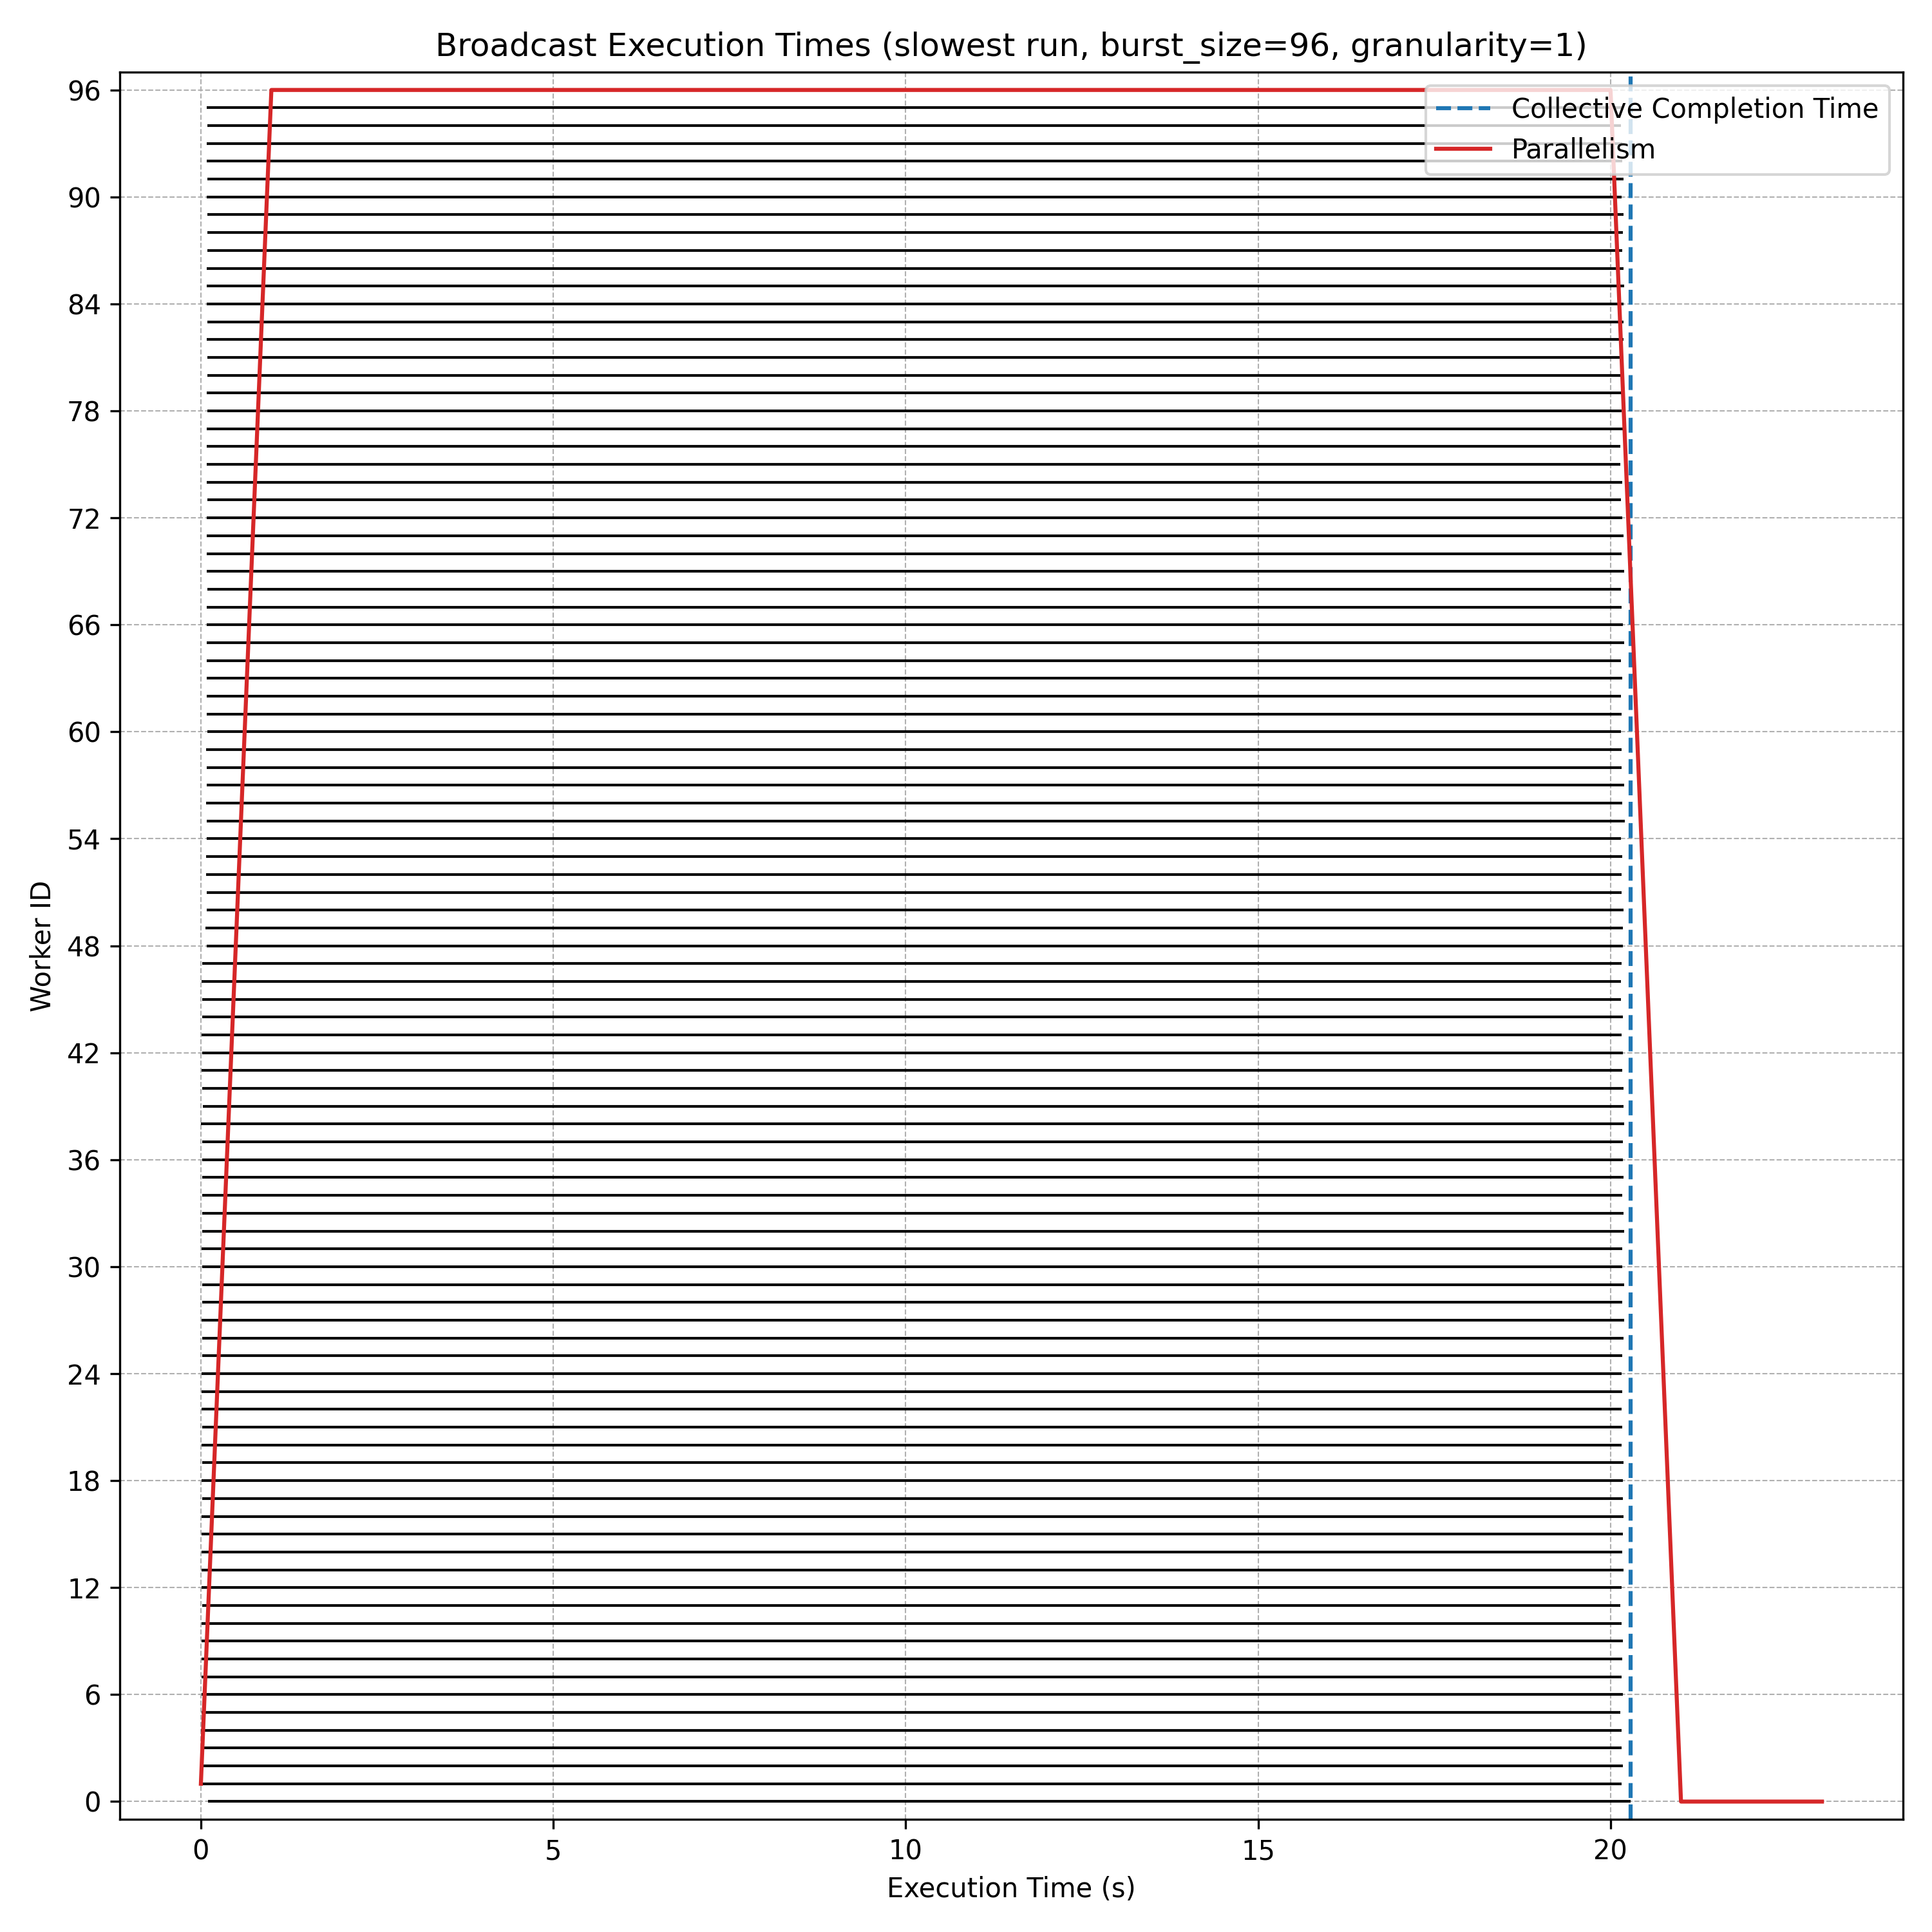 Broadcast Execution Times (slowest run, burst_size=96, granularity=1)
Collective Completion Time
Parallelism
96
90
84
78
72
66
60
54
48
42
36
30
24
18
12
6
0
Worker ID
0 5 10 15 20
Execution Time (s)